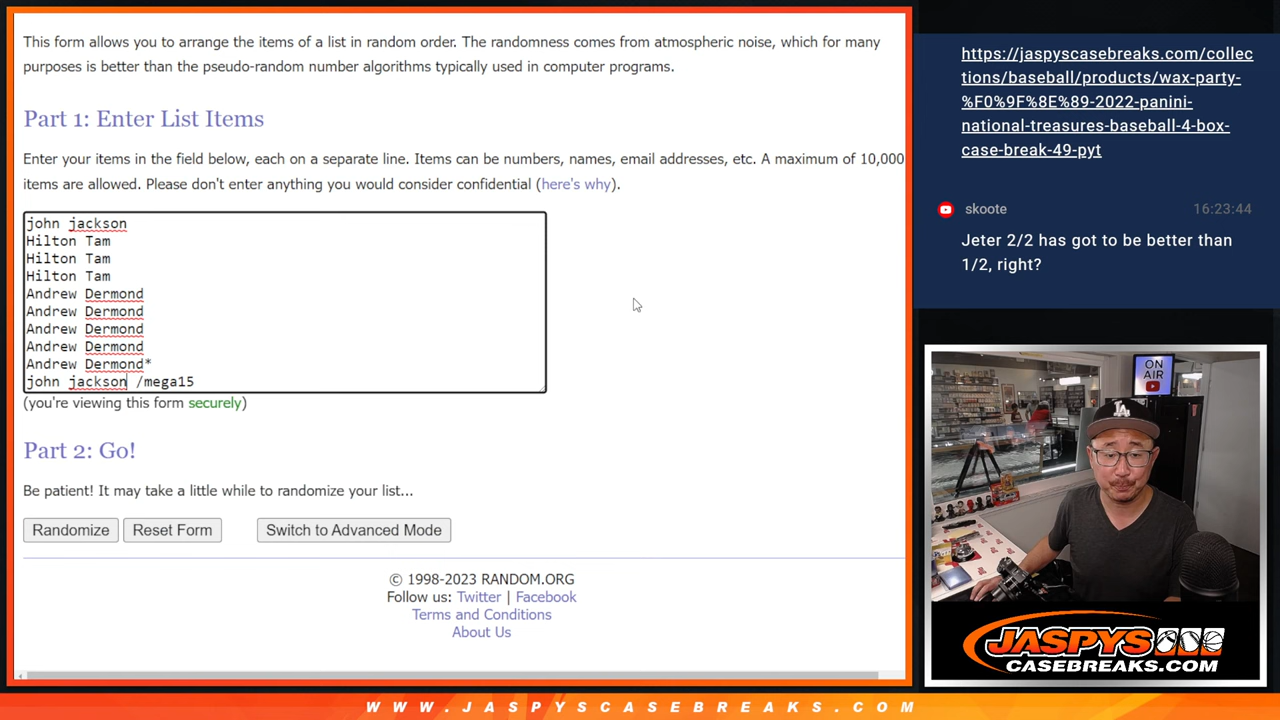 This form allows you to arrange the items of a list in random order. The randomness comes from atmospheric noise, which for many
purposes is better than the pseudo-random number algorithms typically used in computer programs.
Part 1: Enter List Items
Enter your items in the field below, each on a separate line. Items can be numbers, names, email addresses, etc. A maximum of 10,000
items are allowed. Please don't enter anything you would consider confidential (here's why).
john jackson
Hilton Tam
Hilton Tam
Hilton Tam
Andrew Dermond
Andrew Dermond
Andrew Dermond
Andrew Dermond
Andrew Dermond*
john jackson /mega15
(you're viewing this form securely)
Part 2: Go!
Be patient! It may take a little while to randomize your list...
Randomize Reset Form Switch to Advanced Mode
© 1998-2023 RANDOM.ORG
Follow us: Twitter | Facebook
Terms and Conditions
About Us
https://jaspyscasebreaks.com/collec
tions/baseball/products/wax-party-
%F0%9F%8E%89-2022-panini-
national-treasures-baseball-4-box-
case-break-49-pyt
skoote 16:23:44
Jeter 2/2 has got to be better than
1/2, right?
ON
AIR
LA
JASPYS
CASEBREAKS.COM
WWW.JASPYSCASEBREAKS.COM